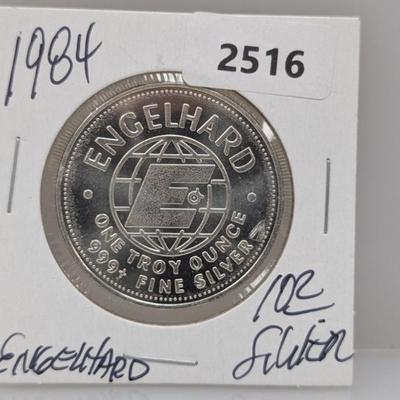 1984
2516
ENGELHARD
E
ONE TROY OUNCE
999+ FINE SILVER
1OZ
SILVER
ENGELHARD